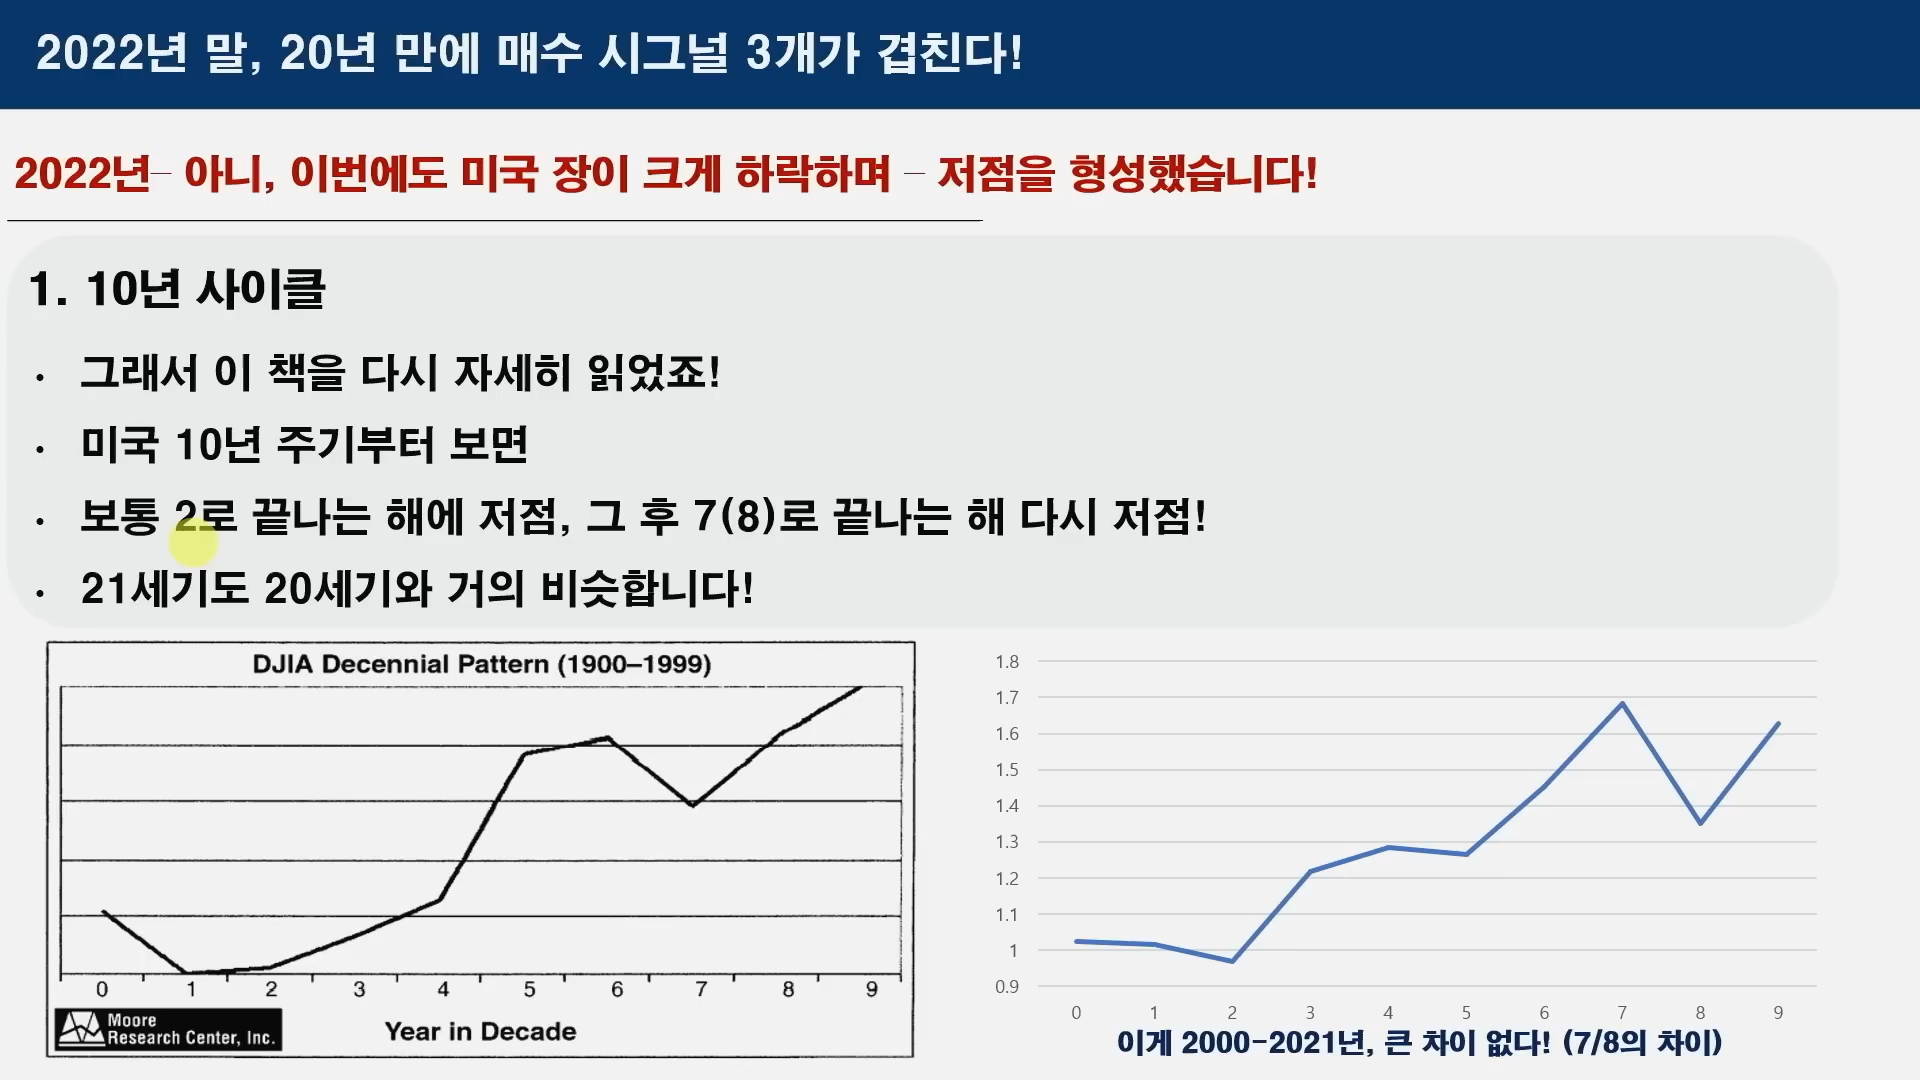 2022년 말, 20년 만에 매수 시그널 3개가 겹친다!
2022년– 아니, 이번에도 미국 장이 크게 하락하며 – 저점을 형성했습니다!
1. 10년 사이클
• 그래서 이 책을 다시 자세히 읽었죠!
• 미국 10년 주기부터 보면
• 보통 2로 끝나는 해에 저점, 그 후 7(8)로 끝나는 해 다시 저점!
• 21세기도 20세기와 거의 비슷합니다!
DJIA Decennial Pattern (1900–1999)
0 1 2 3 4 5 6 7 8 9
Moore
Research Center, Inc.
Year in Decade
1.8
1.7
1.6
1.5
1.4
1.3
1.2
1.1
1
0.9
0 1 2 3 4 5 6 7 8 9
이게 2000-2021년, 큰 차이 없다! (7/8의 차이)